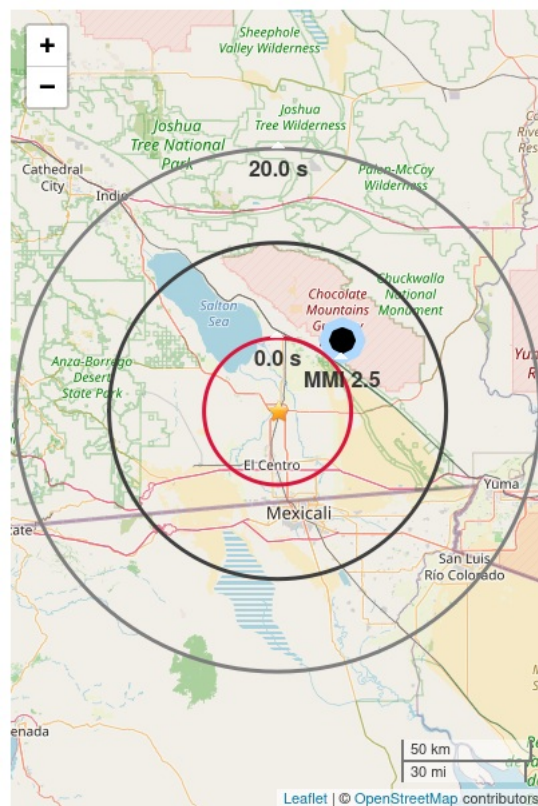 +
−
Sheephole
Valley Wilderness
Joshua
Tree National
Park
Joshua
Tree Wilderness
20.0 s
Cathedral
City
Indio
Palen-McCoy
Wilderness
Salton
Sea
Chocolate
Mountains
Chuckwalla
National
Monument
0.0 s
MMI 2.5
Anza-Borrego
Desert
State Park
El Centro
Mexicali
Yuma
San Luis
Río Colorado
50 km
30 mi
Leaflet | © OpenStreetMap contributors